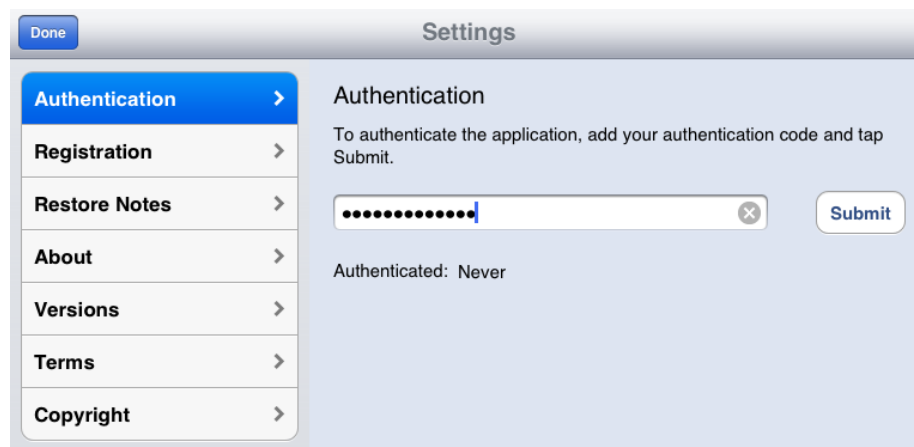 Done
Settings
Authentication
Registration
Restore Notes
About
Versions
Terms
Copyright
Authentication
To authenticate the application, add your authentication code and tap
Submit.
•••••••••••••
Submit
Authenticated: Never